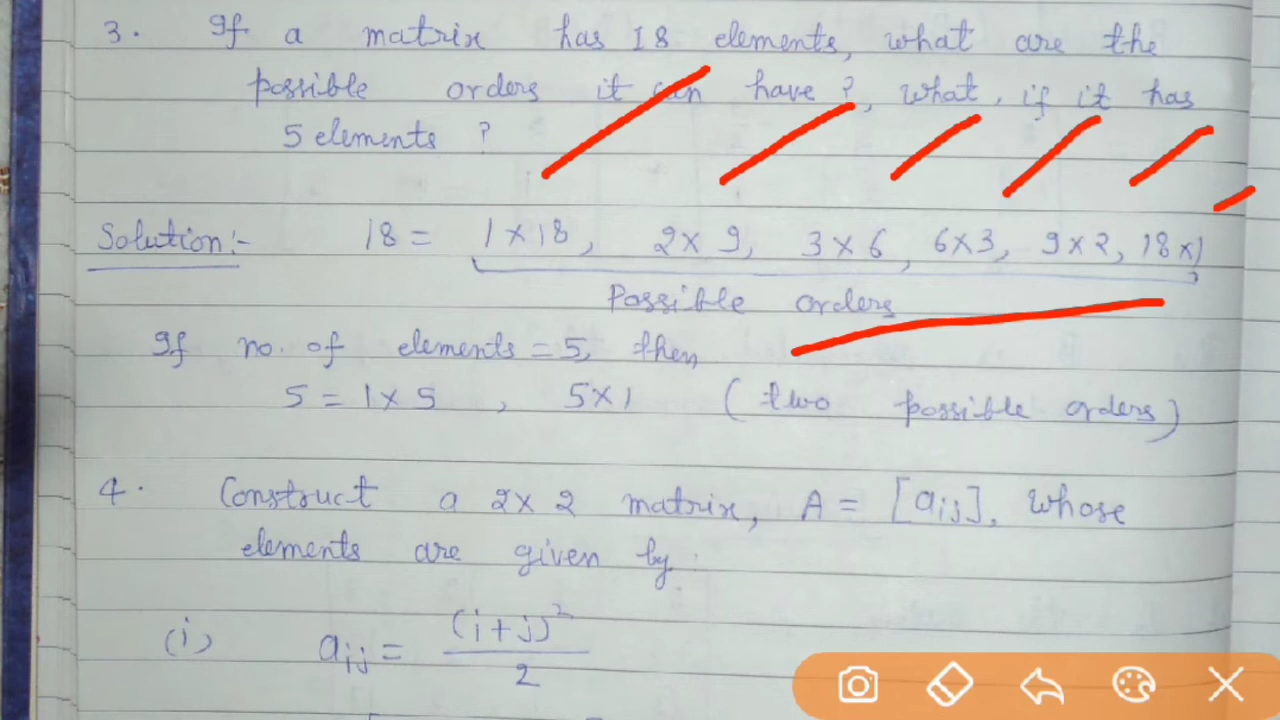 3. If a matrix has 18 elements, what are the
possible orders it can have?, what, if it has
5 elements ?
Solution:- 18 = 1 × 18, 2 × 9, 3 × 6, 6×3, 9×2, 18×1
Possible orders
If no. of elements = 5, then
5 = 1 × 5 , 5×1 (two possible orders)
4. Construct a 2×2 matrix, A = [aij], whose
elements are given by :
(i) aij = (i+j)²/2